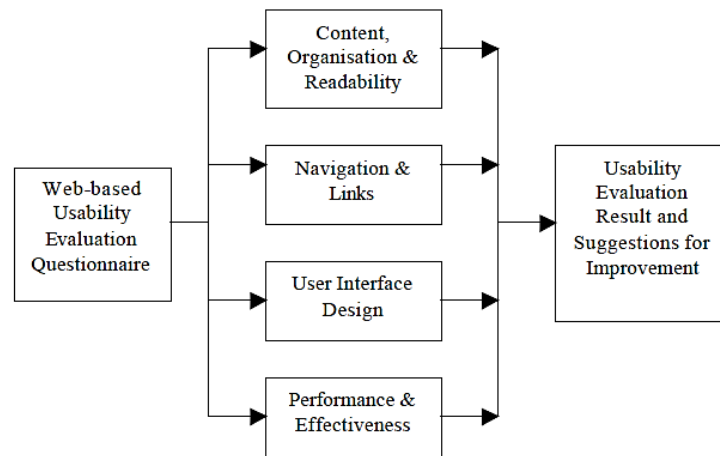 Content,
Organisation &
Readability
Navigation &
Links
Web-based
Usability
Evaluation
Questionnaire
User Interface
Design
Performance &
Effectiveness
Usability
Evaluation
Result and
Suggestions for
Improvement